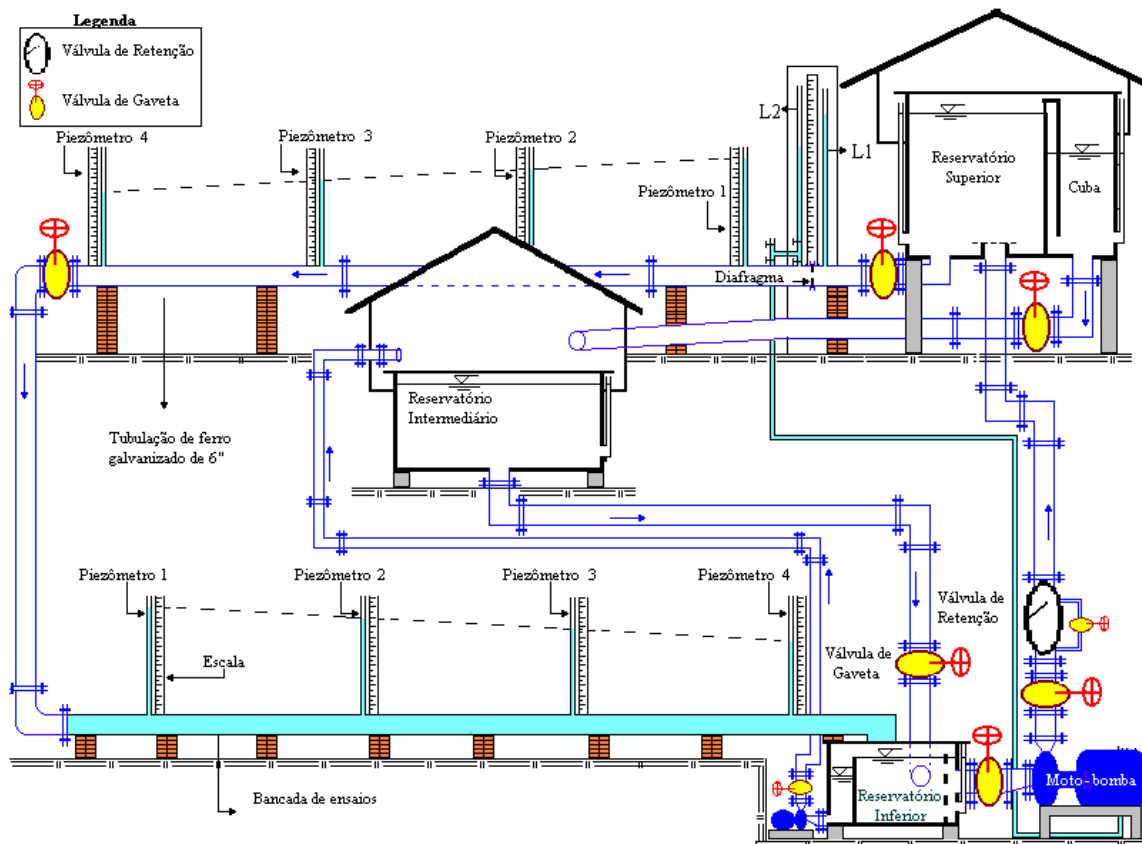 Legenda
Válvula de Retenção
Válvula de Gaveta
Piezômetro 4
Piezômetro 3
Piezômetro 2
L2
L1
Piezômetro 1
Reservatório
Superior
Cuba
Diafragma
Reservatório
Intermediário
Tubulação de ferro
galvanizado de 6"
Piezômetro 1
Piezômetro 2
Piezômetro 3
Piezômetro 4
Válvula de
Retenção
Escala
Válvula de
Gaveta
Bancada de ensaios
Reservatório
Inferior
Moto-bomba